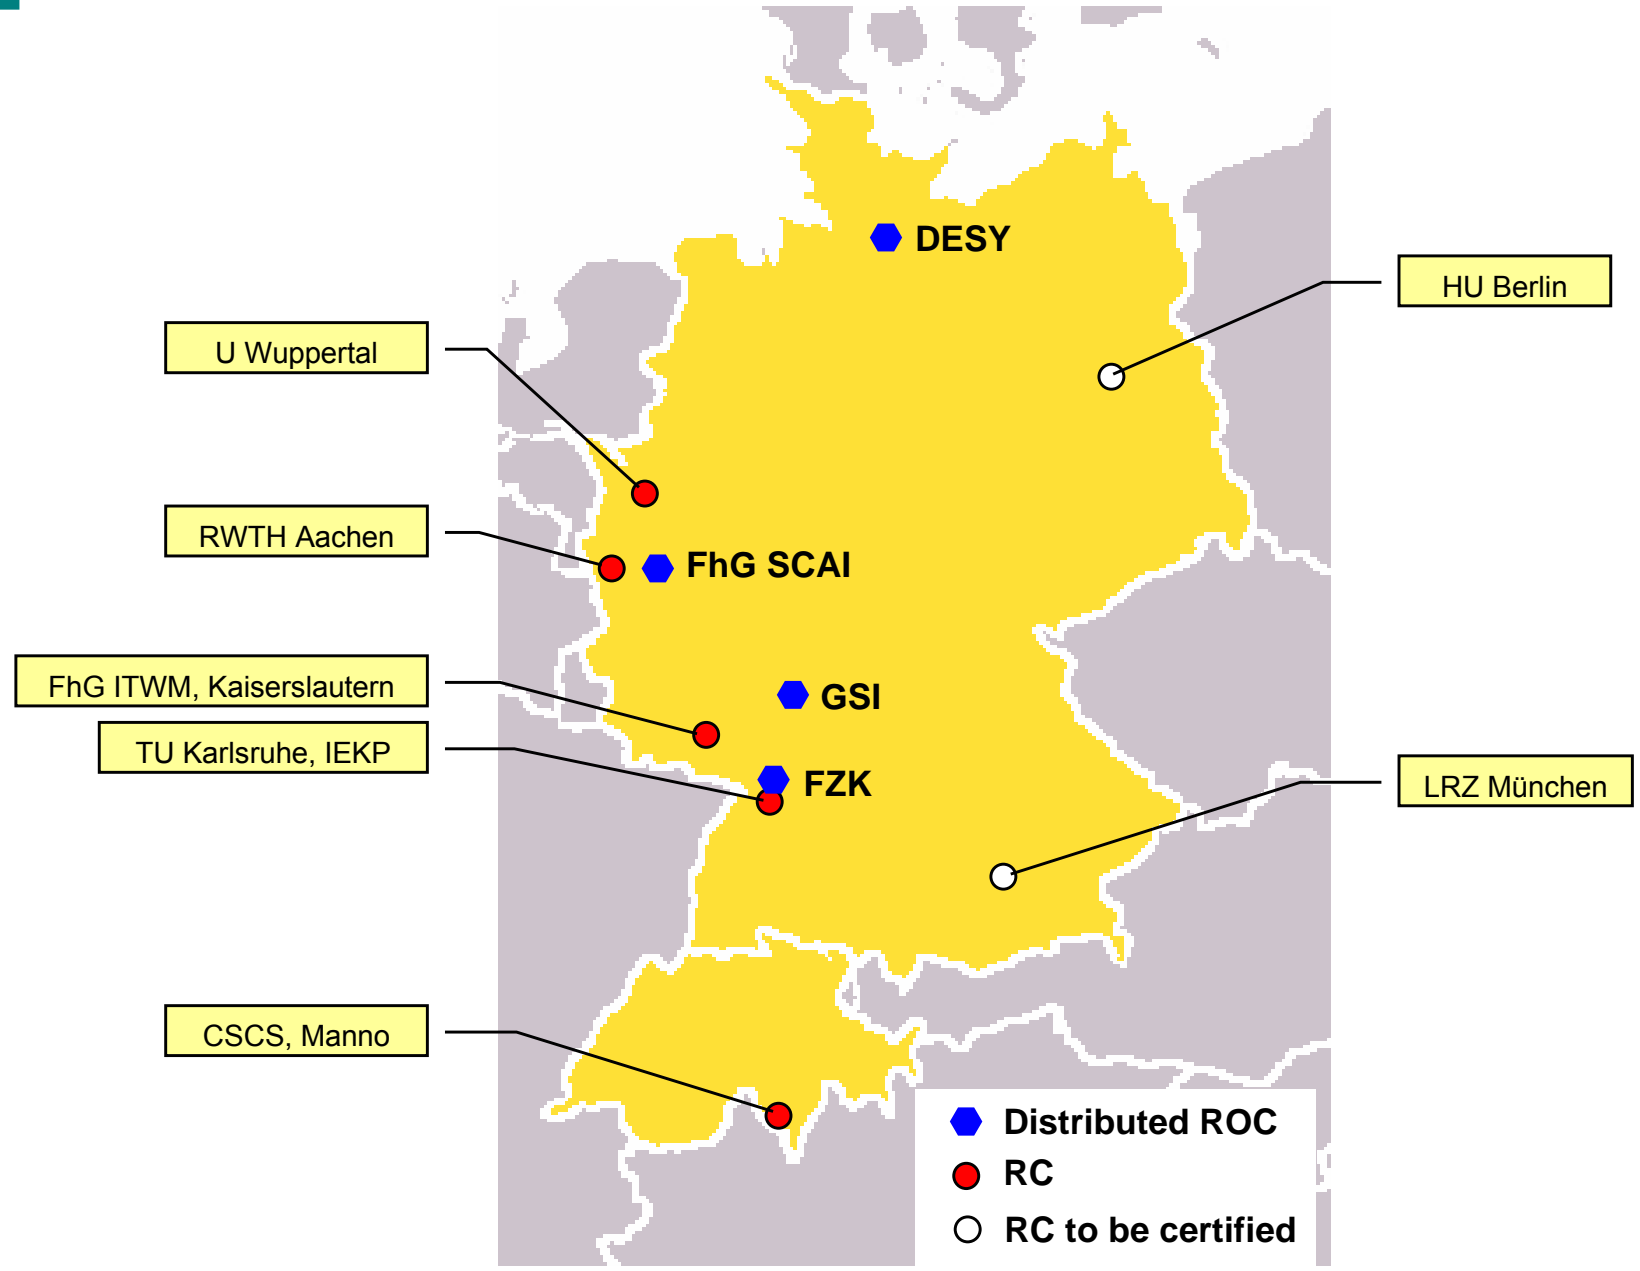 DESY
HU Berlin
U Wuppertal
RWTH Aachen
FhG SCAI
FhG ITWM, Kaiserslautern
GSI
TU Karlsruhe, IEKP
FZK
LRZ München
CSCS, Manno
Distributed ROC
RC
RC to be certified